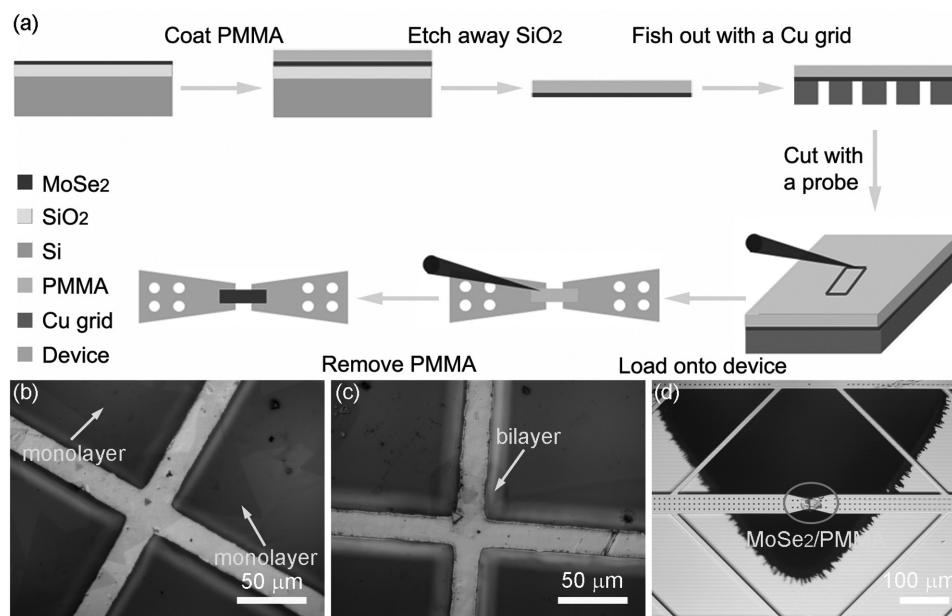 (a)
Coat PMMA
Etch away SiO2
Fish out with a Cu grid
Cut with
a probe
MoSe2
SiO2
Si
PMMA
Cu grid
Device
Remove PMMA
Load onto device
(b)
monolayer
monolayer
50 μm
(c)
bilayer
50 μm
(d)
MoSe2/PMMA
100 μm